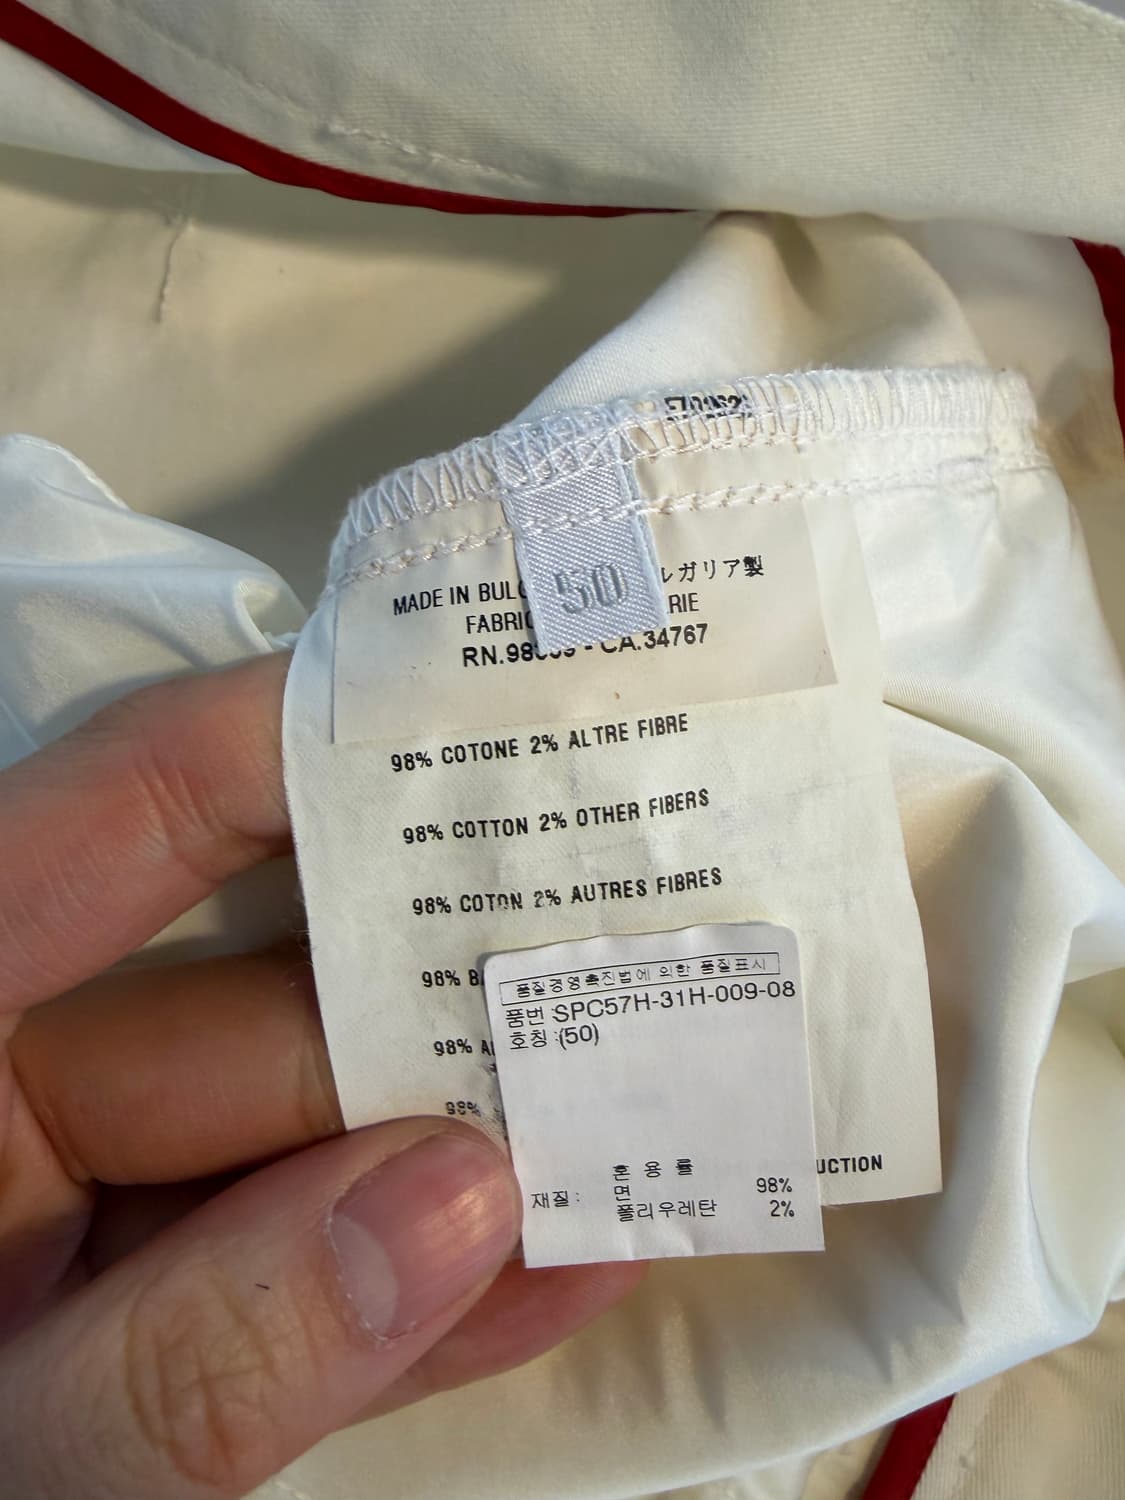 50
MADE IN BUL
ルガリア製
FABRIC
RIE
RN.98 - CA.34767
98% COTONE 2% ALTRE FIBRE
98% COTTON 2% OTHER FIBERS
98% COTON 2% AUTRES FIBRES
98%
98%
98%
UCTION
품질경영촉진법에 의한 품질표시
품번:SPC57H-31H-009-08
호칭:(50)
혼 용 률
재질: 면 98%
폴리우레탄 2%